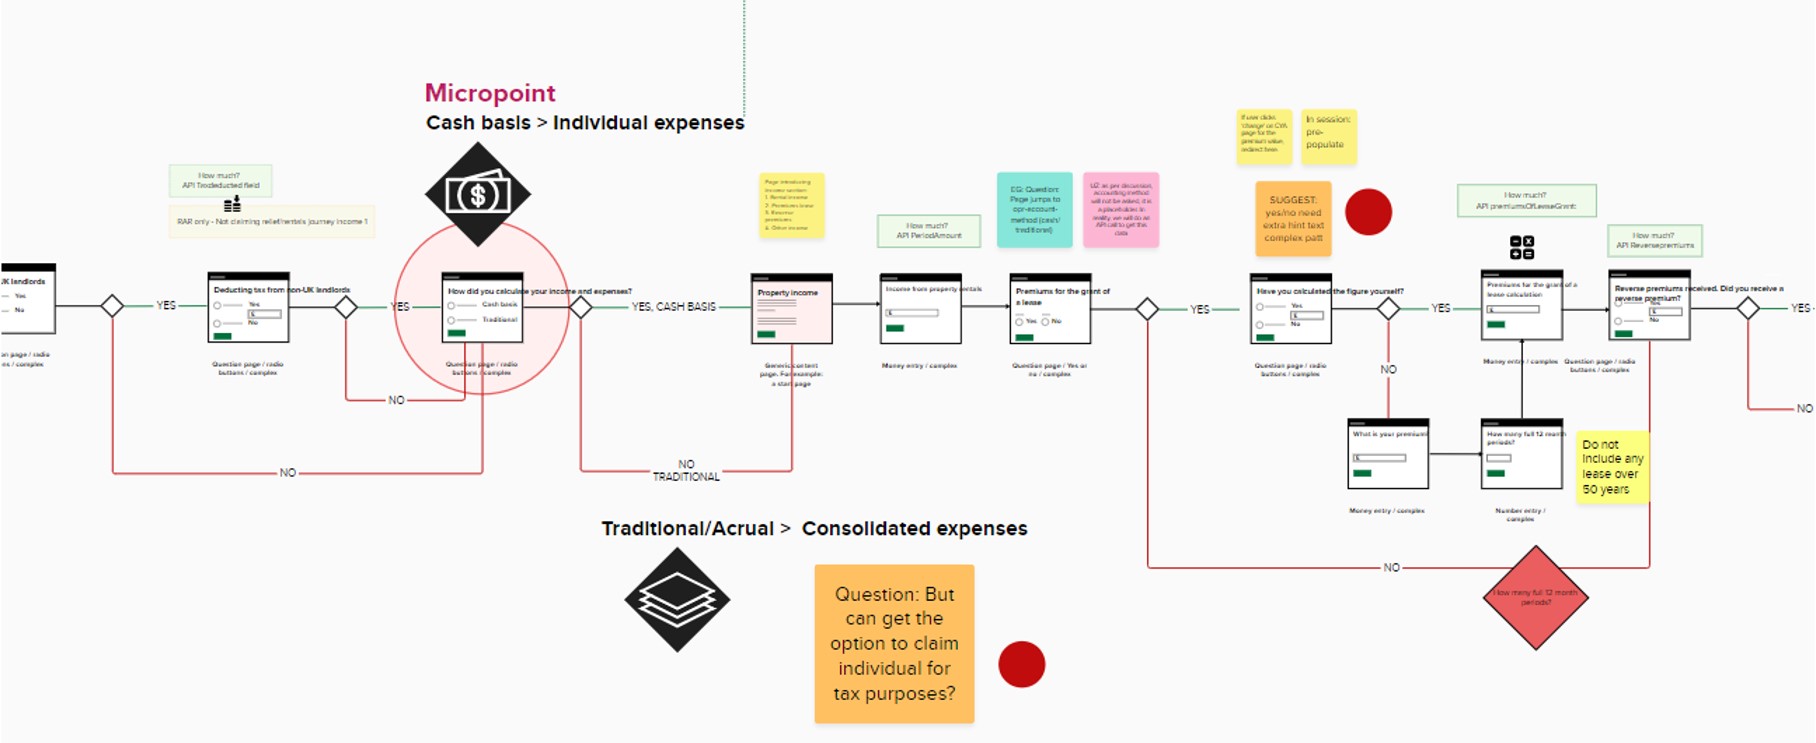 Micropoint
Cash basis > Individual expenses
How much?
API Taxdeducted field
RAR only - Not claiming relief/rentals journey income 1
UK landlords
Yes
No
on page / radio
ns / complex
YES
NO
Deducting tax from non-UK landlords
Yes
£
No
Question page / radio
buttons / complex
YES
NO
How did you calculate your income and expenses?
Cash basis
Traditional
Question page / radio
buttons / complex
YES, CASH BASIS
NO
TRADITIONAL
Page introducing
income section:
1. Rental income
2. Premiums lease
3. Reverse
premiums
4. Other income
Property income
Generic content
page. For example:
a start page
How much?
API PeriodAmount
Income from property rentals
£
Money entry / complex
EG: Question:
Page jumps to
opr-account-
method (cash/
traditional)
UZ: as per discussion,
accounting method
will not be asked, it is
a placeholder. In
reality, we will do an
API call to get this
data
Premiums for the grant of
a lease
Yes
No
Question page / Yes or
no / complex
YES
NO
If user clicks
'change' on CYA
page for the
premium value,
redirect here.
In session:
pre-
populate
SUGGEST:
yes/no need
extra hint text
complex patt
Have you calculated the figure yourself?
Yes
£
No
Question page / radio
buttons / complex
YES
NO
What is your premium
£
Money entry / complex
How many full 12 month
periods?
Number entry /
complex
Do not
Include any
lease over
50 years
How much?
API premiumsOfLeaseGrant
Premiums for the grant of a
lease calculation
£
Money entry / complex
How much?
API Reversepremiums
Reverse premiums received. Did you receive a
reverse premium?
Yes
£
No
Question page / radio
buttons / complex
YES
NO
How many full 12 month
periods?
Traditional/Acrual > Consolidated expenses
Question: But
can get the
option to claim
individual for
tax purposes?